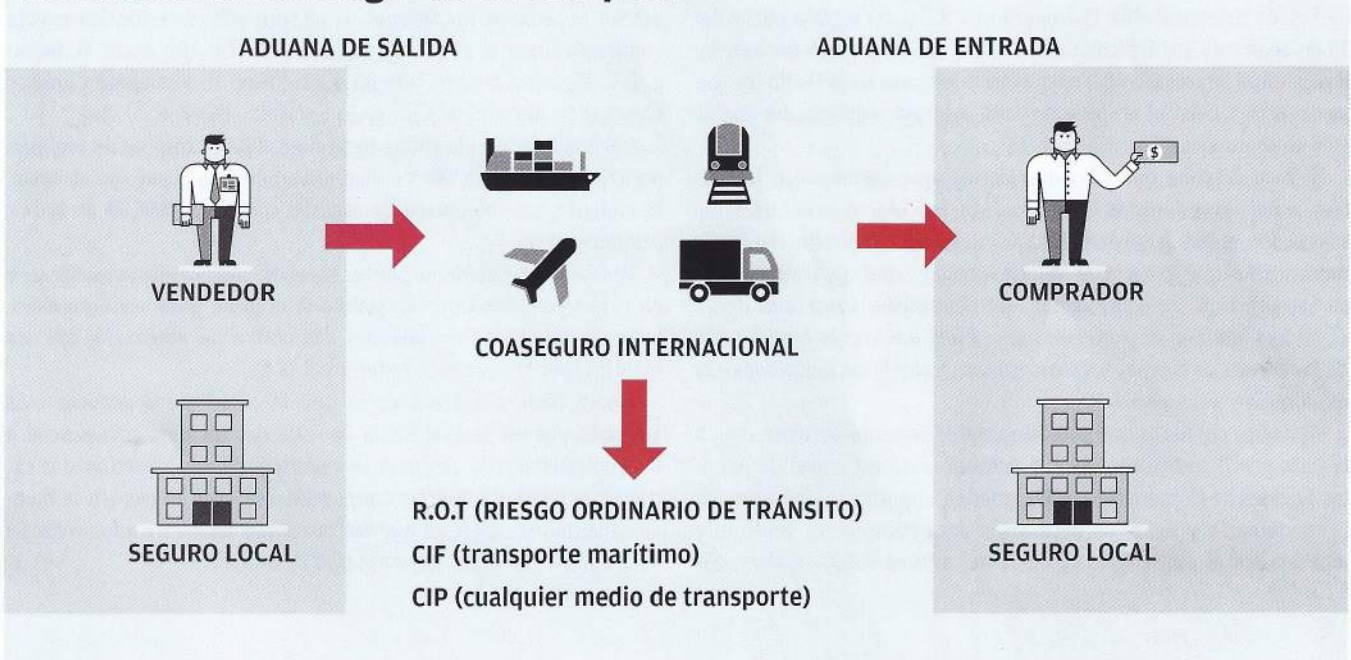 ADUANA DE SALIDA
ADUANA DE ENTRADA
$
VENDEDOR
COMPRADOR
COASEGURO INTERNACIONAL
R.O.T (RIESGO ORDINARIO DE TRÁNSITO)
CIF (transporte marítimo)
CIP (cualquier medio de transporte)
SEGURO LOCAL
SEGURO LOCAL